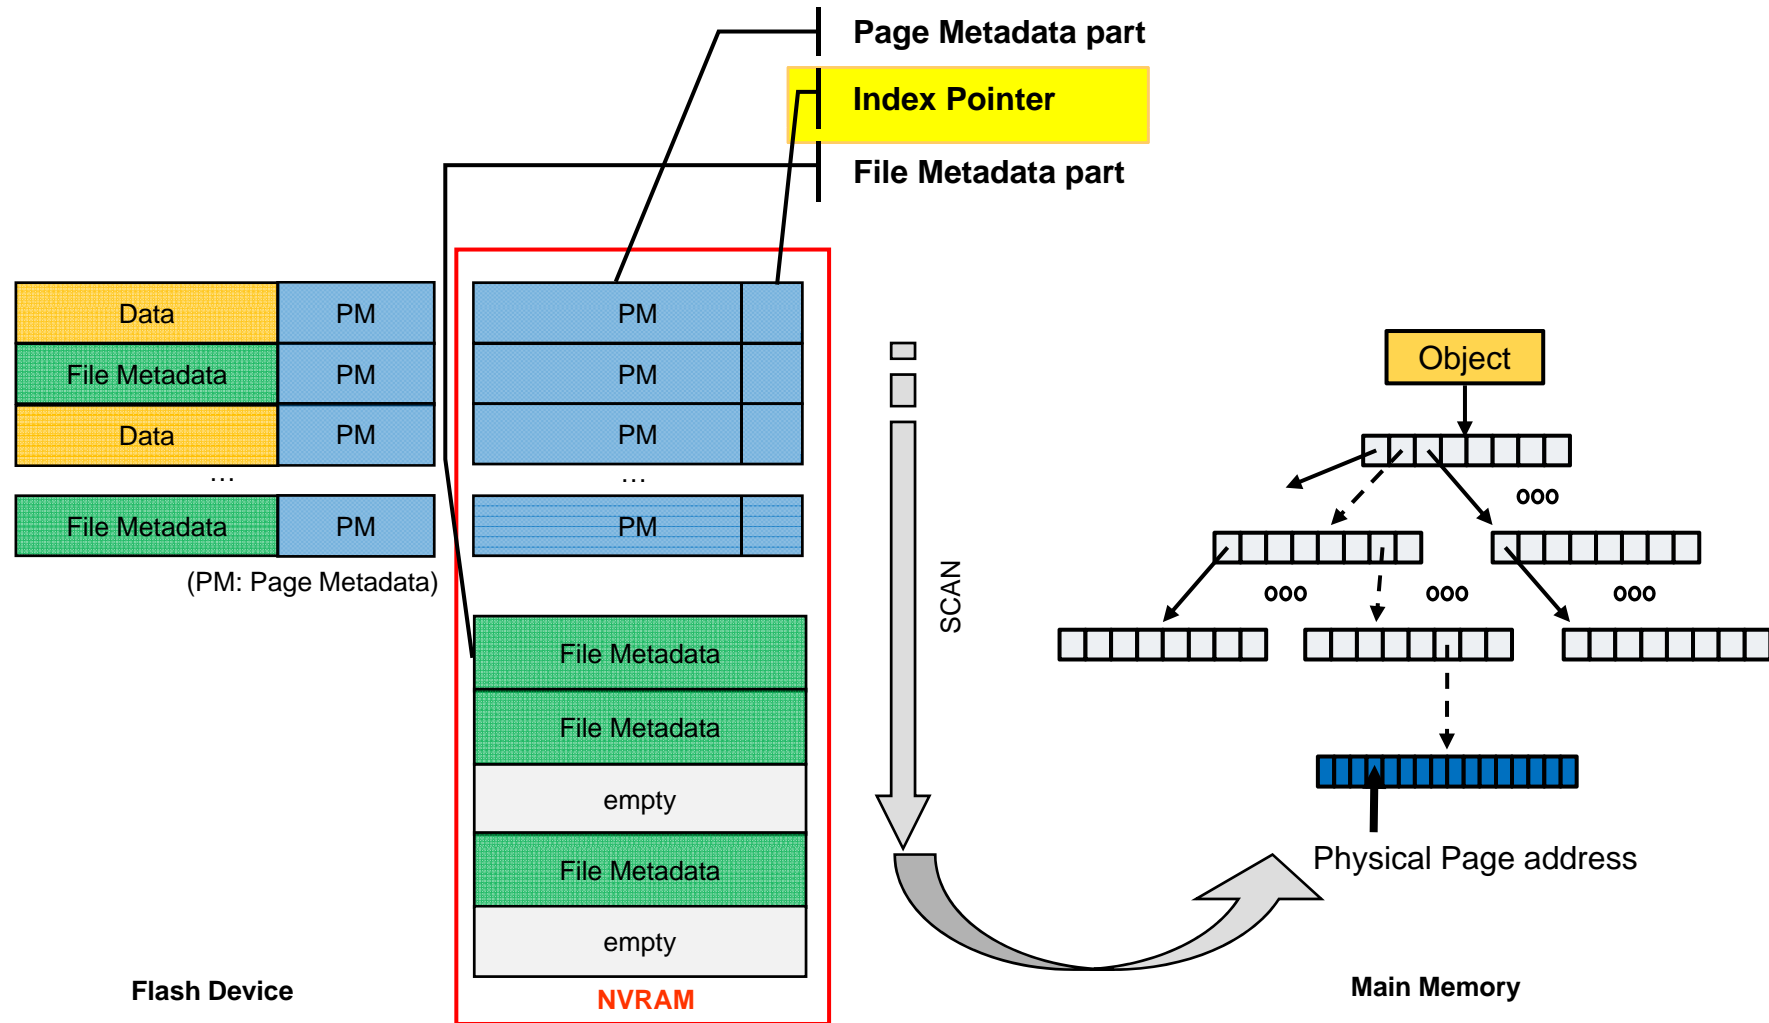 Page Metadata part
Index Pointer
File Metadata part
Data PM
File Metadata PM
Data PM
...
File Metadata PM
(PM: Page Metadata)
PM
PM
PM
...
PM
File Metadata
File Metadata
empty
File Metadata
empty
SCAN
Object
ooo
ooo
ooo
ooo
Physical Page address
Flash Device
NVRAM
Main Memory